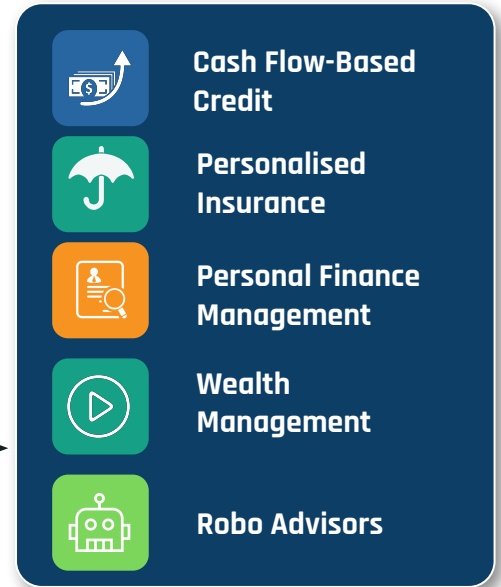 Cash Flow-Based
Credit
Personalised
Insurance
Personal Finance
Management
Wealth
Management
Robo Advisors